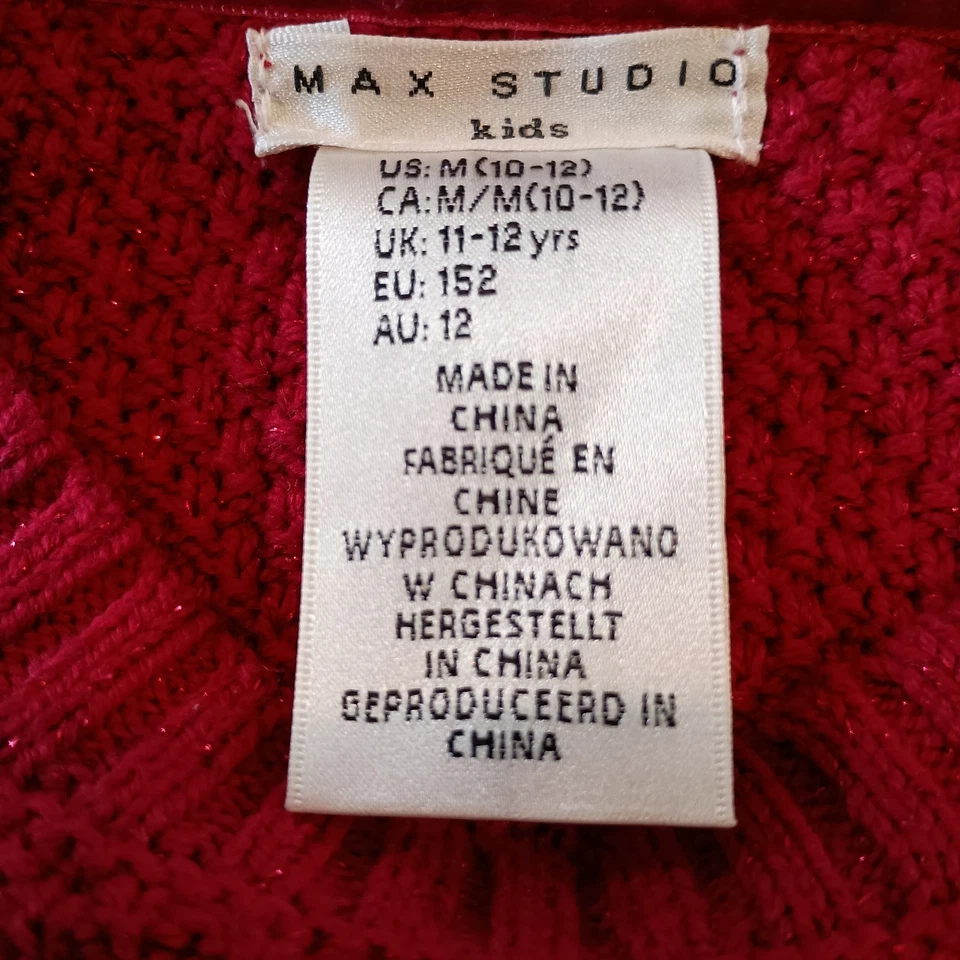 MAX STUDIO
kids
US: M (10-12)
CA: M/M(10-12)
UK: 11-12 yrs
EU: 152
AU: 12
MADE IN
CHINA
FABRIQUÉ EN
CHINE
WYPRODUKOWANO
W CHINACH
HERGESTELLT
IN CHINA
GEPRODUCEERD IN
CHINA